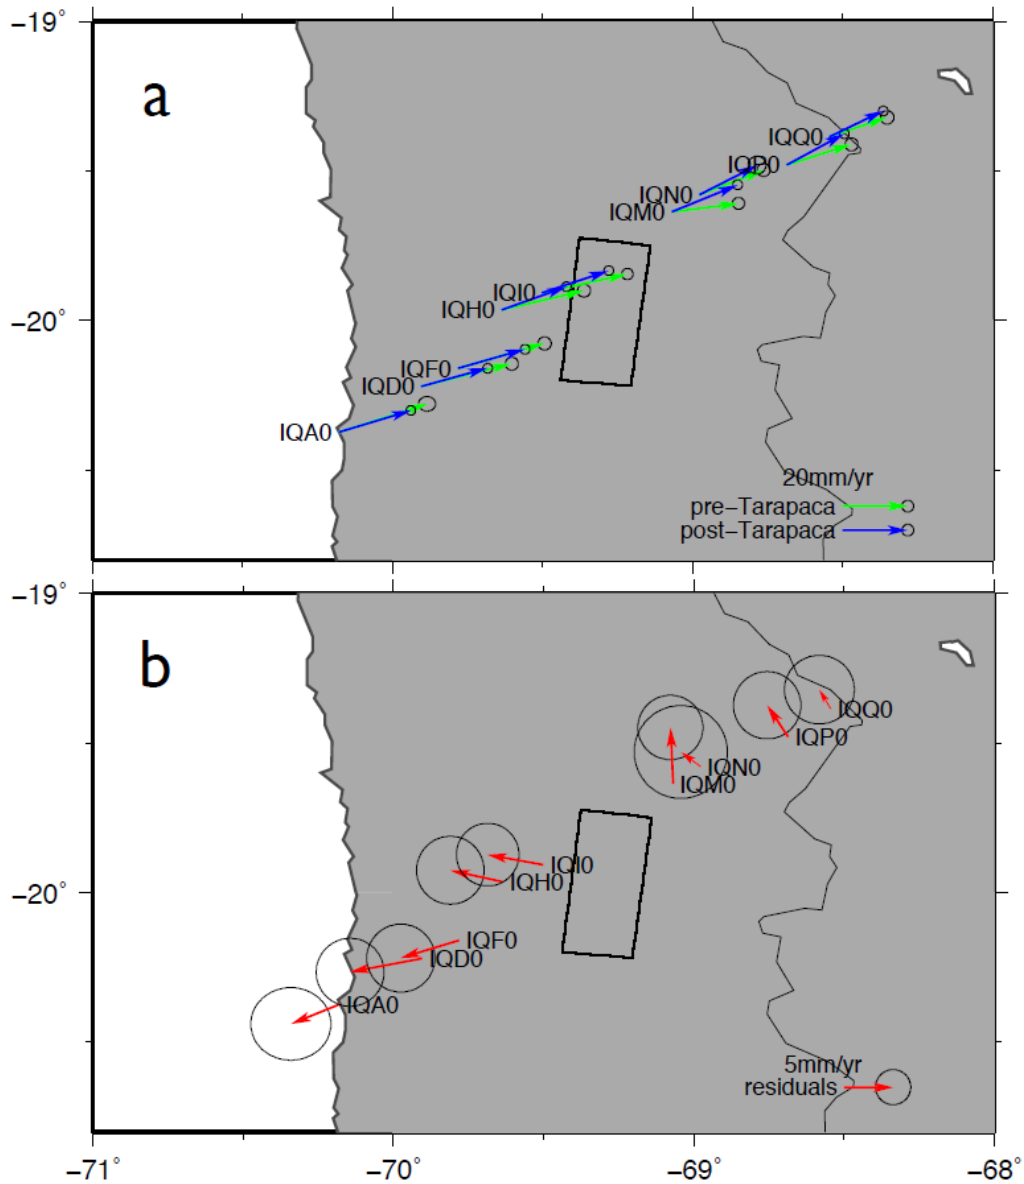 −19°
a
IQQ0
IQP0
IQN0
IQM0
IQI0
IQH0
−20°
IQF0
IQD0
IQA0
20mm/yr
pre−Tarapaca
post−Tarapaca
−19°
b
IQQ0
IQP0
IQN0
IQM0
IQI0
IQH0
−20°
IQF0
IQD0
IQA0
5mm/yr
residuals
−71° −70° −69° −68°